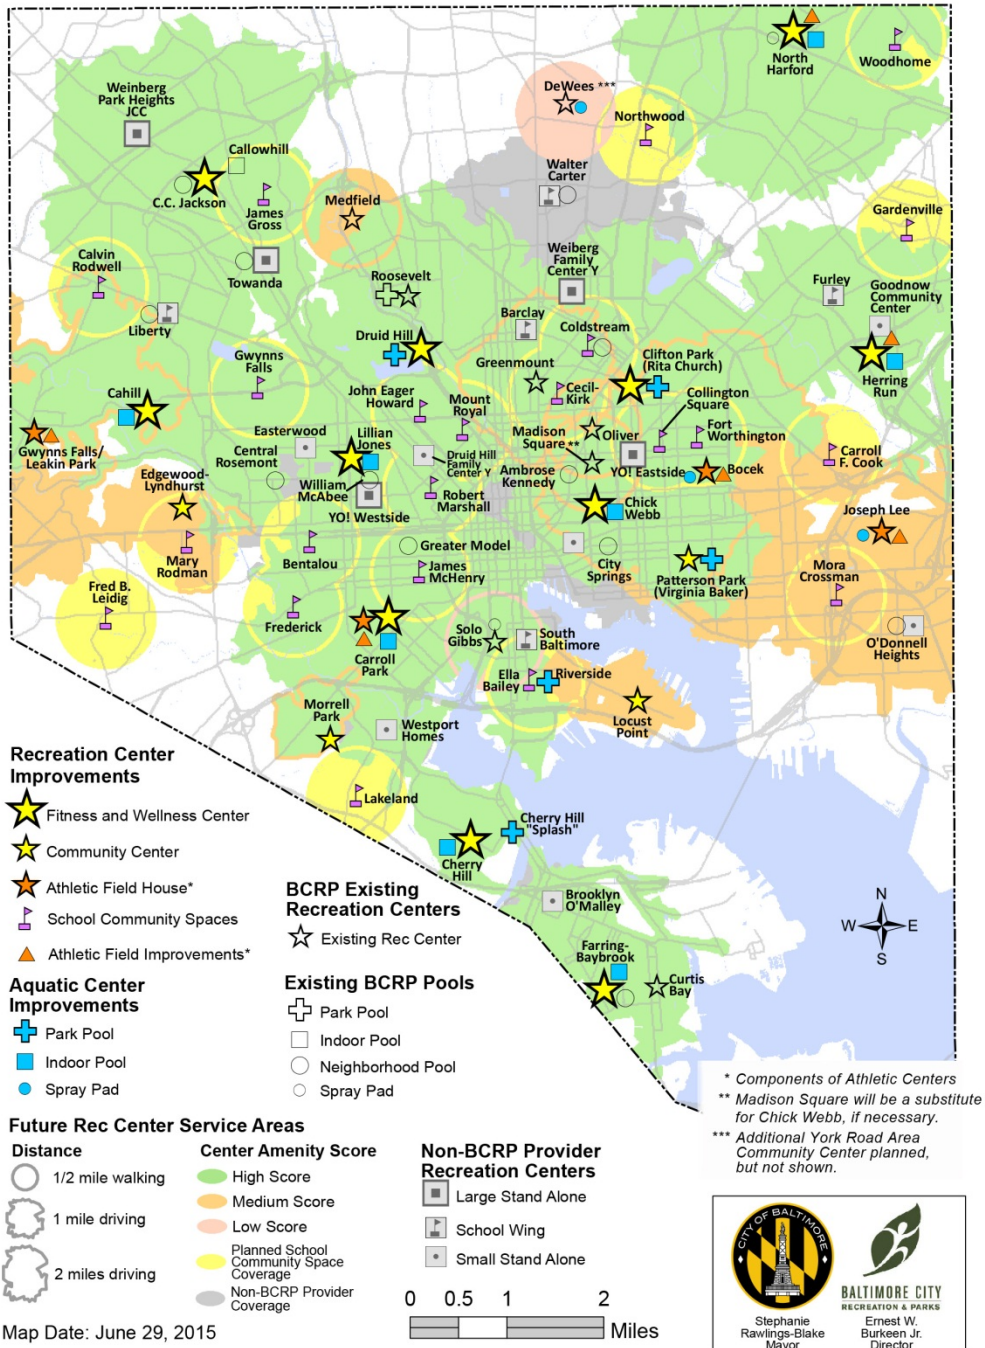 North
Harford
Woodhome
DeWees ***
Northwood
Weinberg
Park Heights
JCC
Callowhill
C.C. Jackson
James
Gross
Medfield
Walter
Carter
Gardenville
Calvin
Rodwell
Towanda
Weiberg
Family
Center Y
Roosevelt
Furley
Goodnow
Community
Center
Liberty
Barclay
Druid Hill
Coldstream
Gwynns
Falls
Greenmount
Clifton Park
(Rita Church)
Herring
Run
Cahill
John Eager
Howard
Mount
Royal
Cecil-
Kirk
Collington
Square
Gwynns Falls/
Leakin Park
Easterwood
Lillian
Jones
Madison
Square **
Oliver
Fort
Worthington
Central
Rosemont
Druid Hill
Family
Center Y
Carroll
F. Cook
Edgewood-
Lyndhurst
William
McAbee
Ambrose
Kennedy
YO! Eastside
Bocek
YO! Westside
Robert
Marshall
Chick
Webb
Joseph Lee
Mary
Rodman
Bentalou
Greater Model
City
Springs
James
McHenry
Patterson Park
(Virginia Baker)
Mora
Crossman
Fred B.
Leidig
Frederick
Solo
Gibbs
South
Baltimore
O'Donnell
Heights
Carroll
Park
Ella
Bailey
Riverside
Morrell
Park
Locust
Point
Westport
Homes
Lakeland
Cherry Hill
"Splash"
Cherry
Hill
Brooklyn
O'Malley
Farring-
Baybrook
Curtis
Bay
N
W
E
S
Recreation Center
Improvements
Fitness and Wellness Center
Community Center
Athletic Field House*
School Community Spaces
Athletic Field Improvements*
Aquatic Center
Improvements
Park Pool
Indoor Pool
Spray Pad
BCRP Existing
Recreation Centers
Existing Rec Center
Existing BCRP Pools
Park Pool
Indoor Pool
Neighborhood Pool
Spray Pad
* Components of Athletic Centers
** Madison Square will be a substitute
for Chick Webb, if necessary.
*** Additional York Road Area
Community Center planned,
but not shown.
Future Rec Center Service Areas
Distance
1/2 mile walking
1 mile driving
2 miles driving
Center Amenity Score
High Score
Medium Score
Low Score
Planned School
Community Space
Coverage
Non-BCRP Provider
Coverage
Non-BCRP Provider
Recreation Centers
Large Stand Alone
School Wing
Small Stand Alone
0 0.5 1 2
Miles
Map Date: June 29, 2015
CITY OF BALTIMORE
Stephanie
Rawlings-Blake
Mayor
BALTIMORE CITY
RECREATION & PARKS
Ernest W.
Burkeen Jr.
Director